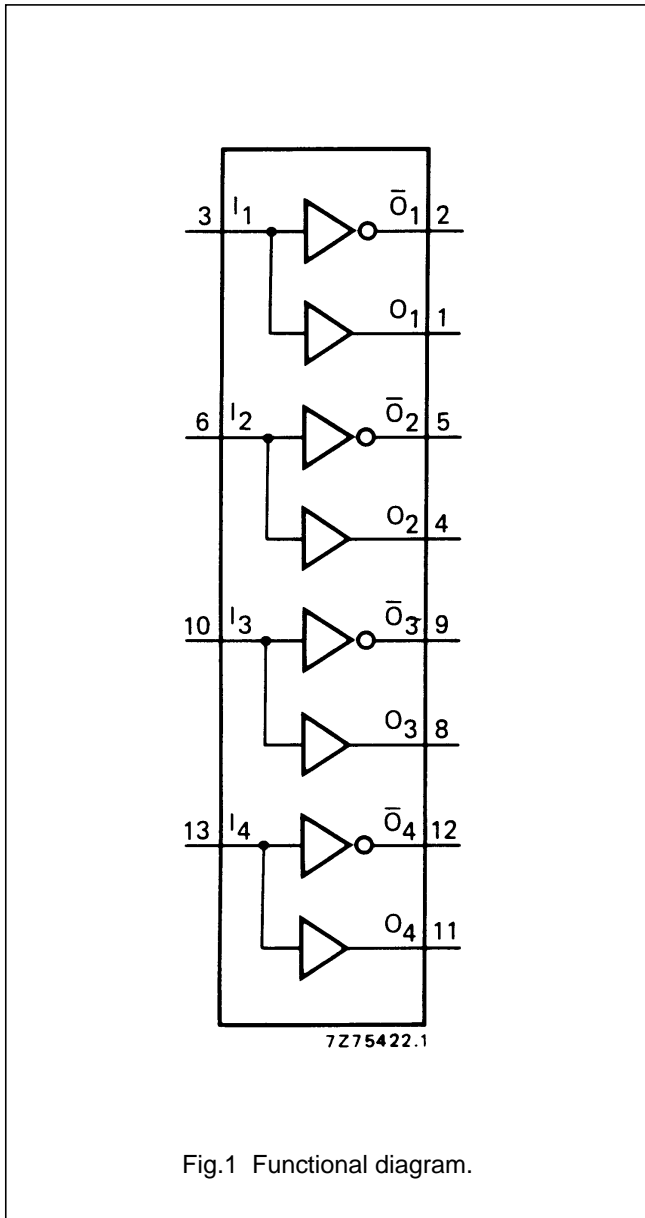 3 I1 Ō1 2
O1 1
6 I2 Ō2 5
O2 4
10 I3 Ō3 9
O3 8
13 I4 Ō4 12
O4 11
7Z75422.1
Fig.1 Functional diagram.